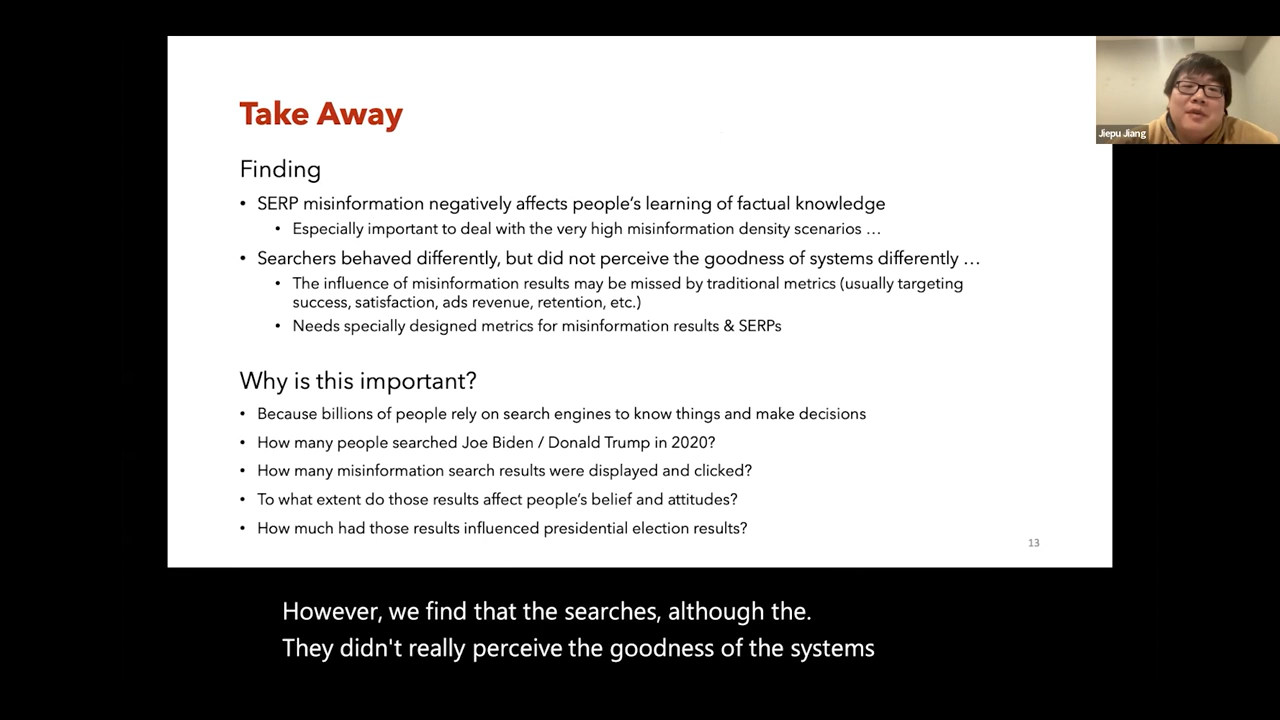 Take Away
Finding
• SERP misinformation negatively affects people's learning of factual knowledge
• Especially important to deal with the very high misinformation density scenarios …
• Searchers behaved differently, but did not perceive the goodness of systems differently …
• The influence of misinformation results may be missed by traditional metrics (usually targeting
success, satisfaction, ads revenue, retention, etc.)
• Needs specially designed metrics for misinformation results & SERPs
Why is this important?
• Because billions of people rely on search engines to know things and make decisions
• How many people searched Joe Biden / Donald Trump in 2020?
• How many misinformation search results were displayed and clicked?
• To what extent do those results affect people's belief and attitudes?
• How much had those results influenced presidential election results?
13
Jiepu Jiang
However, we find that the searches, although the.
They didn't really perceive the goodness of the systems